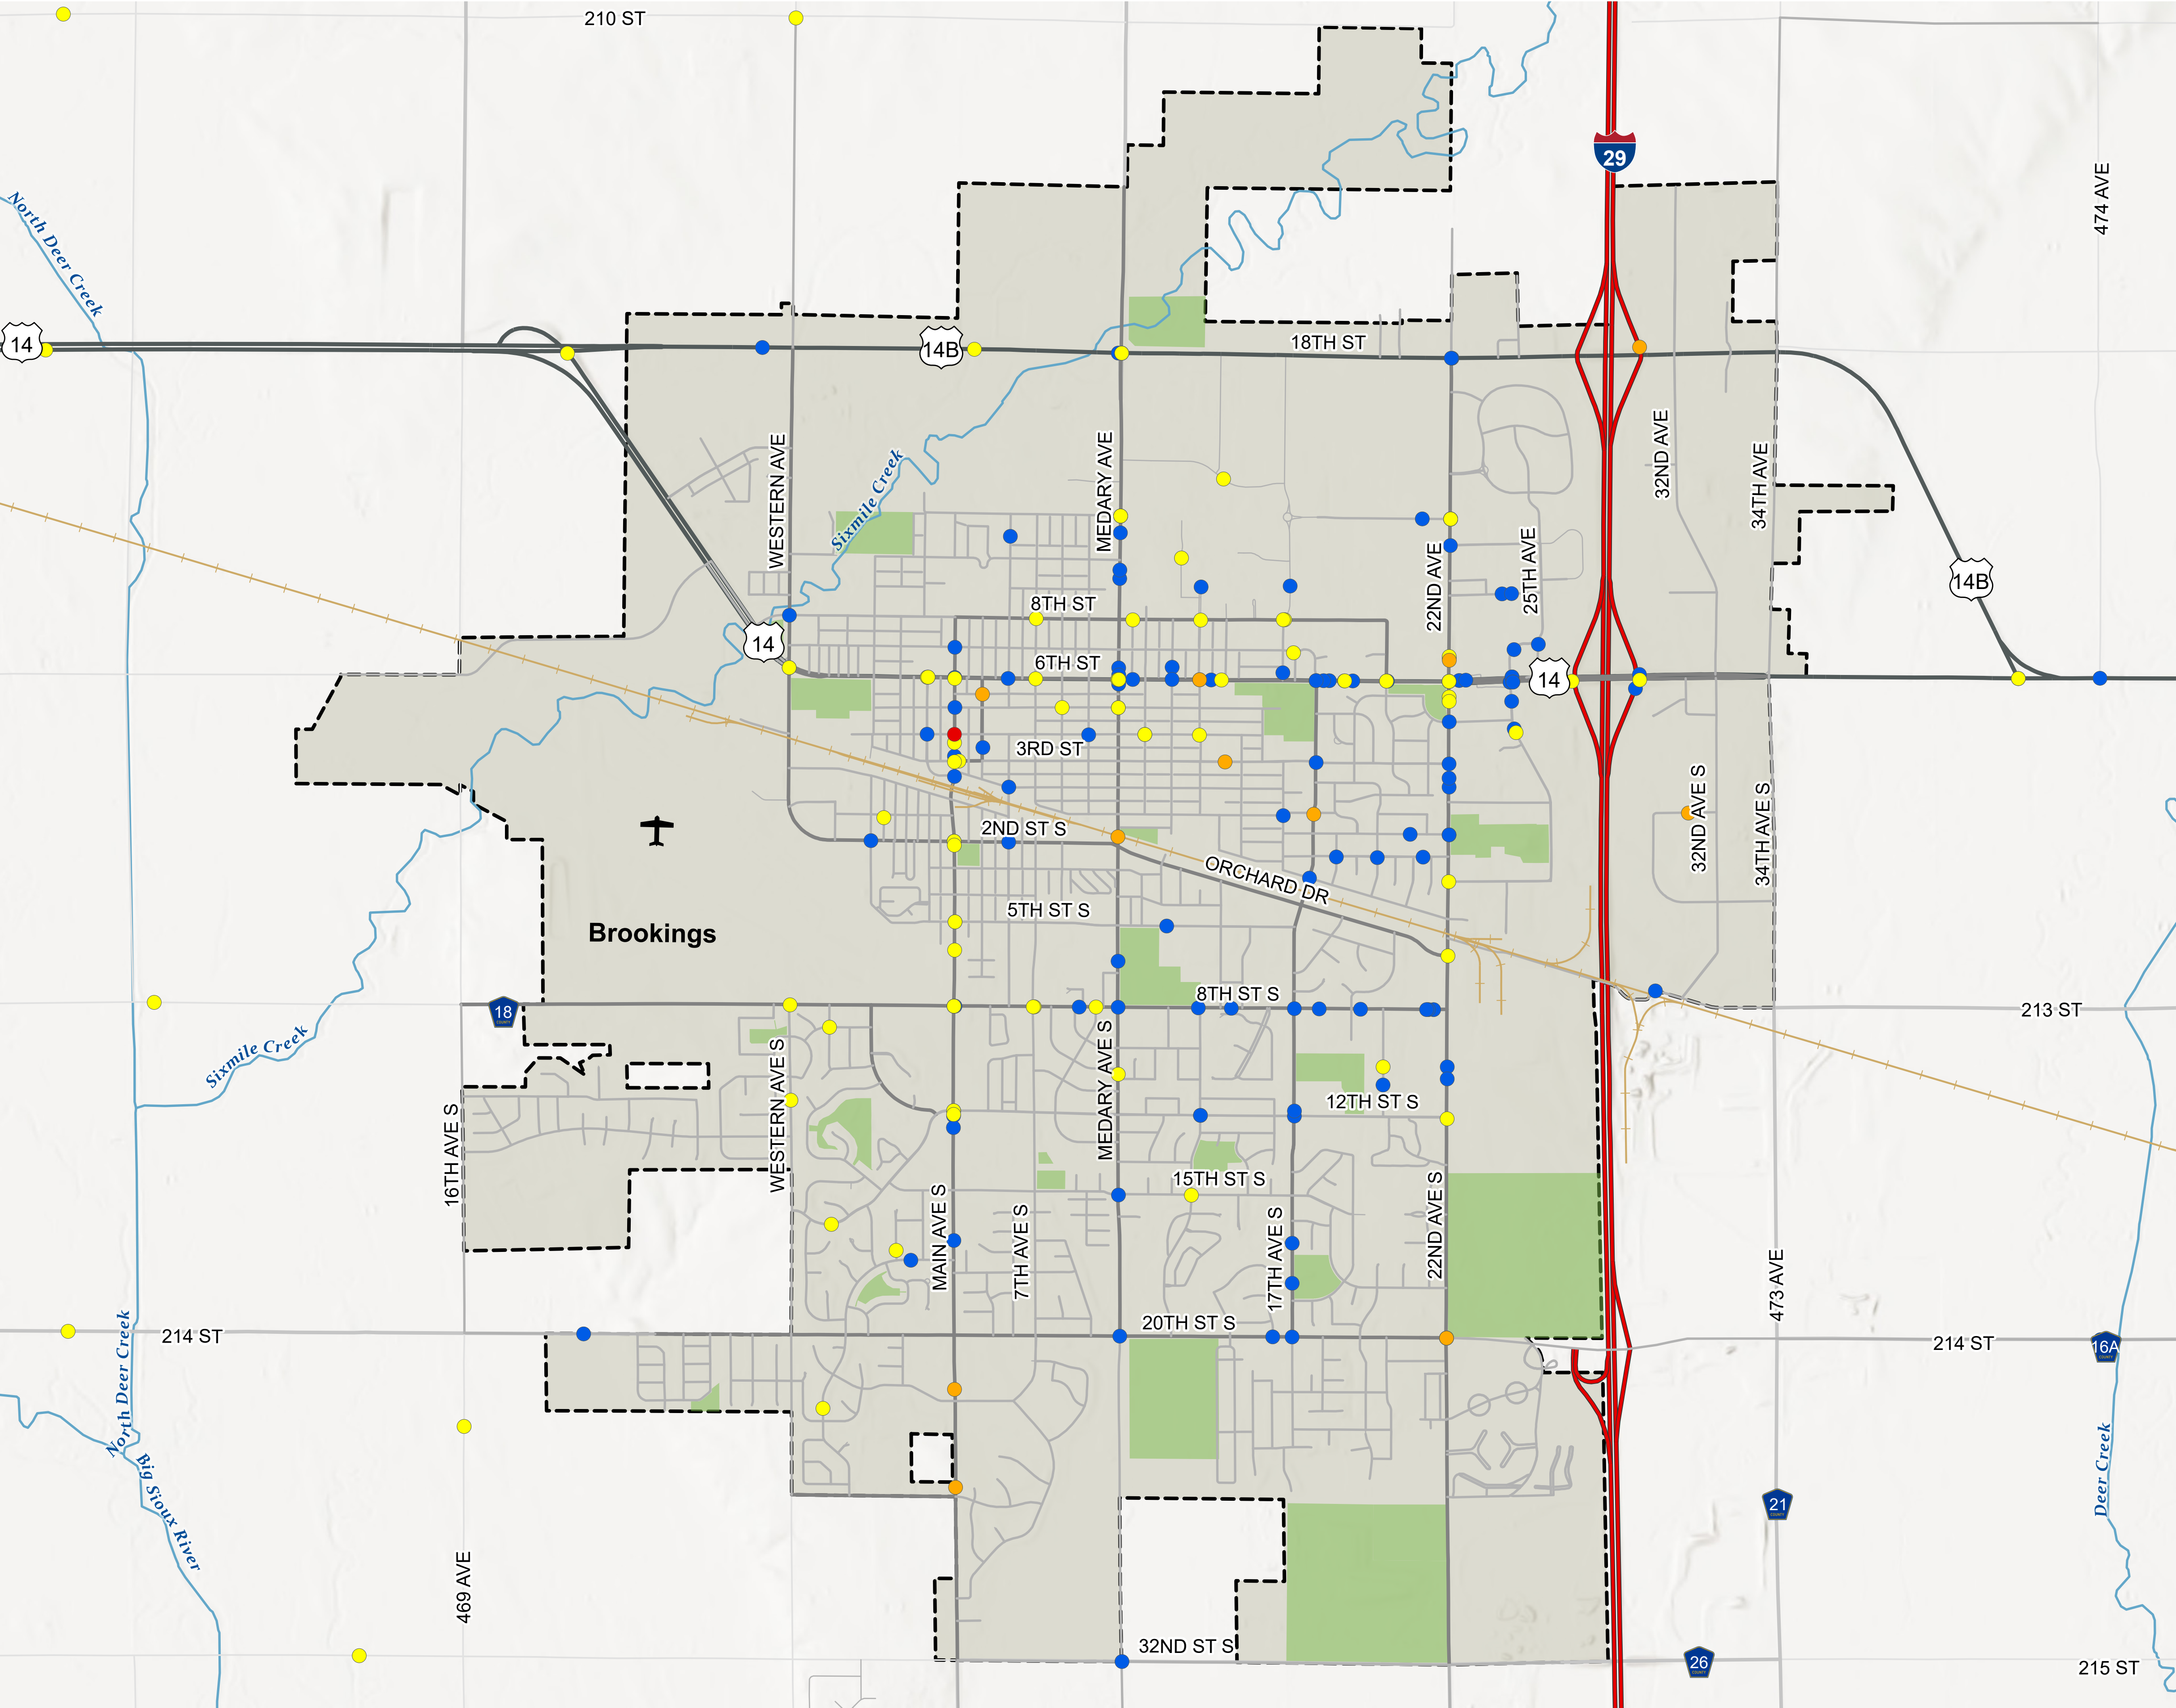 210 ST
29
474 AVE
North Deer Creek
14
14B
18TH ST
WESTERN AVE
MEDARY AVE
32ND AVE
34TH AVE
Sixmile Creek
22ND AVE
25TH AVE
14B
8TH ST
14
6TH ST
14
3RD ST
2ND ST S
32ND AVE S
34TH AVE S
ORCHARD DR
5TH ST S
Brookings
8TH ST S
18
COUNTY
213 ST
Sixmile Creek
WESTERN AVE S
MEDARY AVE S
12TH ST S
16TH AVE S
15TH ST S
MAIN AVE S
7TH AVE S
17TH AVE S
22ND AVE S
473 AVE
20TH ST S
214 ST
214 ST
16A
COUNTY
North Deer Creek
Big Sioux River
Deer Creek
21
COUNTY
469 AVE
32ND ST S
26
COUNTY
215 ST